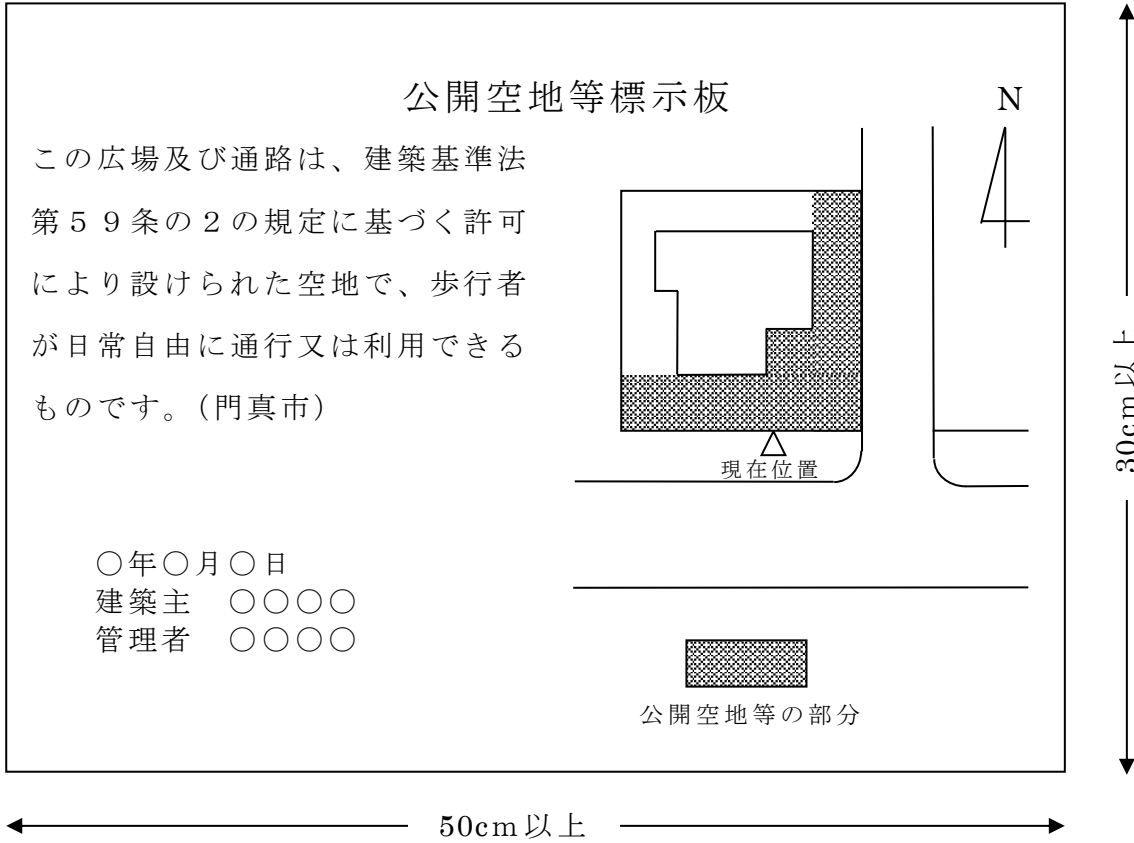 公開空地等標示板
N
この広場及び通路は、建築基準法
第５９条の２の規定に基づく許可
により設けられた空地で、歩行者
が日常自由に通行又は利用できる
ものです。(門真市)
現在位置
○年○月○日
建築主　○○○○
管理者　○○○○
公開空地等の部分
50cm以上
30cm以上